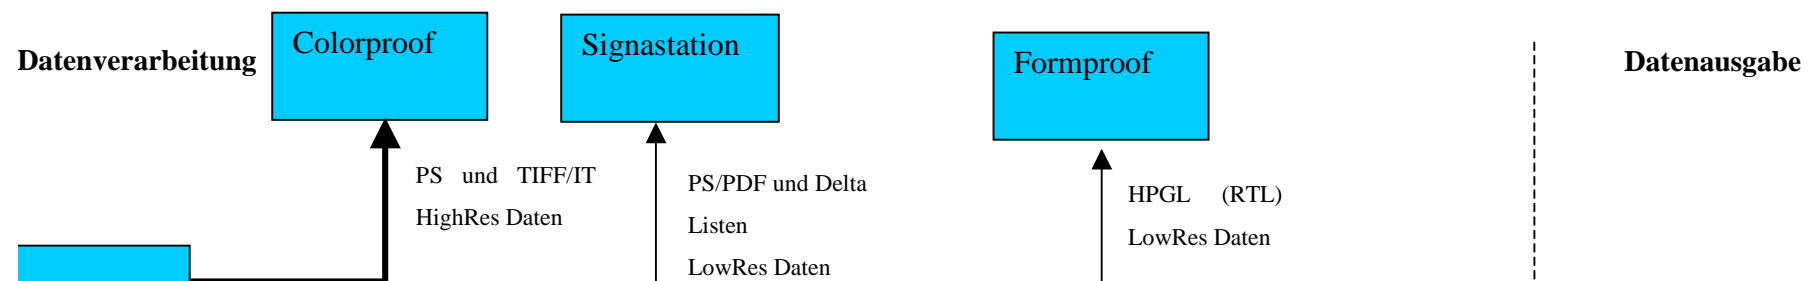 Datenverarbeitung
Colorproof
Signastation
Formproof
Datenausgabe
PS und TIFF/IT
HighRes Daten
PS/PDF und Delta
Listen
LowRes Daten
HPGL (RTL)
LowRes Daten